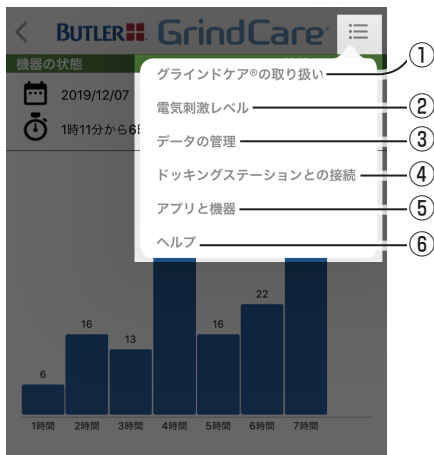 BUTLER GrindCare
機器の状態
2019/12/07
1時11分から6
グラインドケア®の取り扱い
①
電気刺激レベル
②
データの管理
③
ドッキングステーションとの接続
④
アプリと機器
⑤
ヘルプ
⑥
6
16
13
16
22
1時間 2時間 3時間 4時間 5時間 6時間 7時間